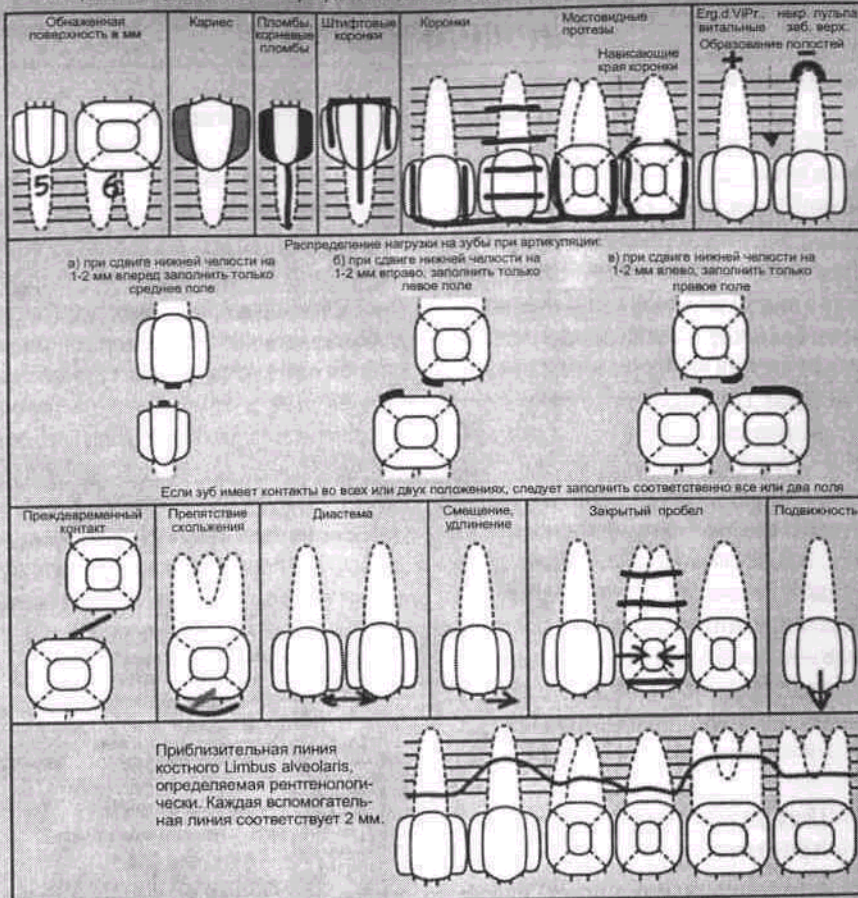 Обнаженная
поверхность в мм
Кариес
Пломбы,
корневые
пломбы
Штифтовые
коронки
Коронки
Мостовидные
протезы
Нависающие
края коронки
Erg.d.ViPr., некр. пульпа
витальные заб. верх.
Образование полостей
+
–
5
6
Распределение нагрузки на зубы при артикуляции:
а) при сдвиге нижней челюсти на
1-2 мм вперед заполнить только
среднее поле
б) при сдвиге нижней челюсти на
1-2 мм вправо, заполнить только
левое поле
в) при сдвиге нижней челюсти на
1-2 мм влево, заполнить только
правое поле
Если зуб имеет контакты во всех или двух положениях, следует заполнить соответственно все или два поля
Преждевременный
контакт
Препятствие
скольжения
Диастема
Смещение,
удлинение
Закрытый пробел
Подвижность
Приблизительная линия
костного Limbus alveolaris,
определяемая рентгенологи-
чески. Каждая вспомогатель-
ная линия соответствует 2 мм.